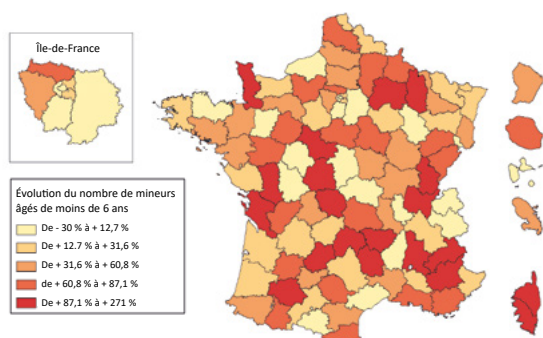 Île-de-France
Évolution du nombre de mineurs
âgés de moins de 6 ans
De - 30 % à + 12,7 %
De + 12.7 % à + 31,6 %
De + 31,6 % à + 60,8 %
de + 60,8 % à + 87,1 %
De + 87,1 % à + 271 %